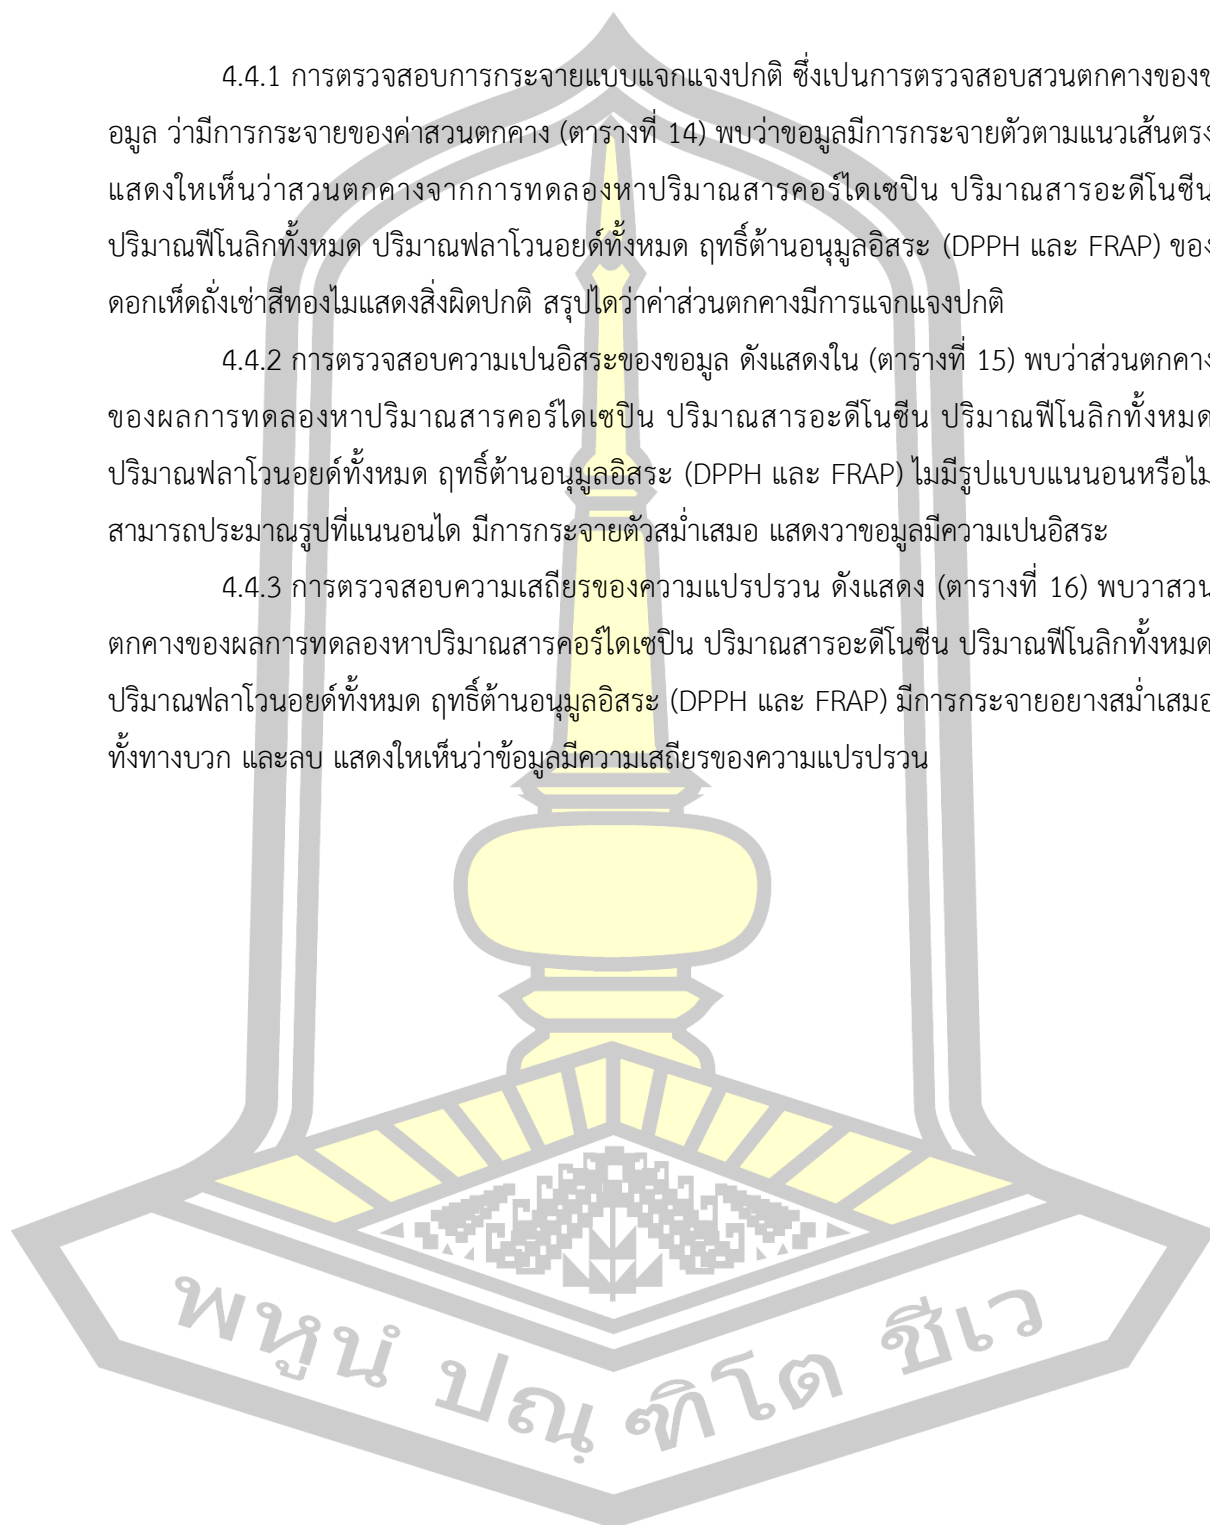 4.4.1 การตรวจสอบการกระจายแบบแจกแจงปกติ ซึ่งเปนการตรวจสอบสวนตกคางของข
อมูล ว่ามีการกระจายของค่าสวนตกคาง (ตารางที่ 14) พบว่าขอมูลมีการกระจายตัวตามแนวเส้นตรง
แสดงใหเห็นว่าสวนตกคางจากการทดลองหาปริมาณสารคอร์ไดเซปิน ปริมาณสารอะดีโนซีน
ปริมาณฟีโนลิกทั้งหมด ปริมาณฟลาโวนอยด์ทั้งหมด ฤทธิ์ต้านอนุมูลอิสระ (DPPH และ FRAP) ของ
ดอกเห็ดถั่งเช่าสีทองไมแสดงสิ่งผิดปกติ สรุปไดว่าค่าส่วนตกคางมีการแจกแจงปกติ
4.4.2 การตรวจสอบความเปนอิสระของขอมูล ดังแสดงใน (ตารางที่ 15) พบว่าส่วนตกคาง
ของผลการทดลองหาปริมาณสารคอร์ไดเซปิน ปริมาณสารอะดีโนซีน ปริมาณฟีโนลิกทั้งหมด
ปริมาณฟลาโวนอยด์ทั้งหมด ฤทธิ์ต้านอนุมูลอิสระ (DPPH และ FRAP) ไมมีรูปแบบแนนอนหรือไม
สามารถประมาณรูปที่แนนอนได มีการกระจายตัวสม่ำเสมอ แสดงวาขอมูลมีความเปนอิสระ
4.4.3 การตรวจสอบความเสถียรของความแปรปรวน ดังแสดง (ตารางที่ 16) พบวาสวน
ตกคางของผลการทดลองหาปริมาณสารคอร์ไดเซปิน ปริมาณสารอะดีโนซีน ปริมาณฟีโนลิกทั้งหมด
ปริมาณฟลาโวนอยด์ทั้งหมด ฤทธิ์ต้านอนุมูลอิสระ (DPPH และ FRAP) มีการกระจายอยางสม่ำเสมอ
ทั้งทางบวก และลบ แสดงใหเห็นว่าข้อมูลมีความเสถียรของความแปรปรวน
พหูนํ ปณฺ ฑิโต ชีเว